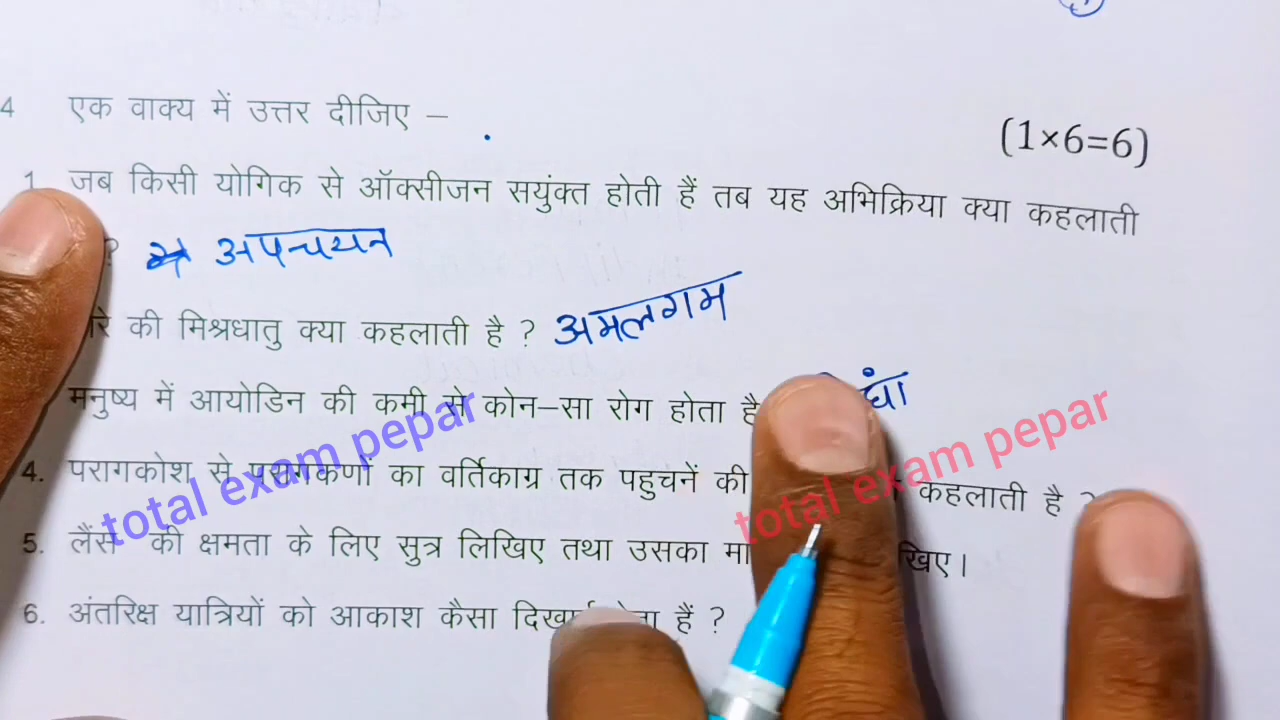 4 एक वाक्य में उत्तर दीजिए –
(1×6=6)
1 जब किसी योगिक से ऑक्सीजन सयुंक्त होती हैं तब यह अभिक्रिया क्या कहलाती
? अपचयन
की मिश्रधातु क्या कहलाती है ? अमलगम
मनुष्य में आयोडिन की कमी से कोन–सा रोग होता है
4. परागकोश से परागकणों का वर्तिकाग्र तक पहुचनें की कहलाती है ?
total exam pepar
total exam pepar
5. लैंस की क्षमता के लिए सुत्र लिखिए तथा उसका
6. अंतरिक्ष यात्रियों को आकाश कैसा हैं ?